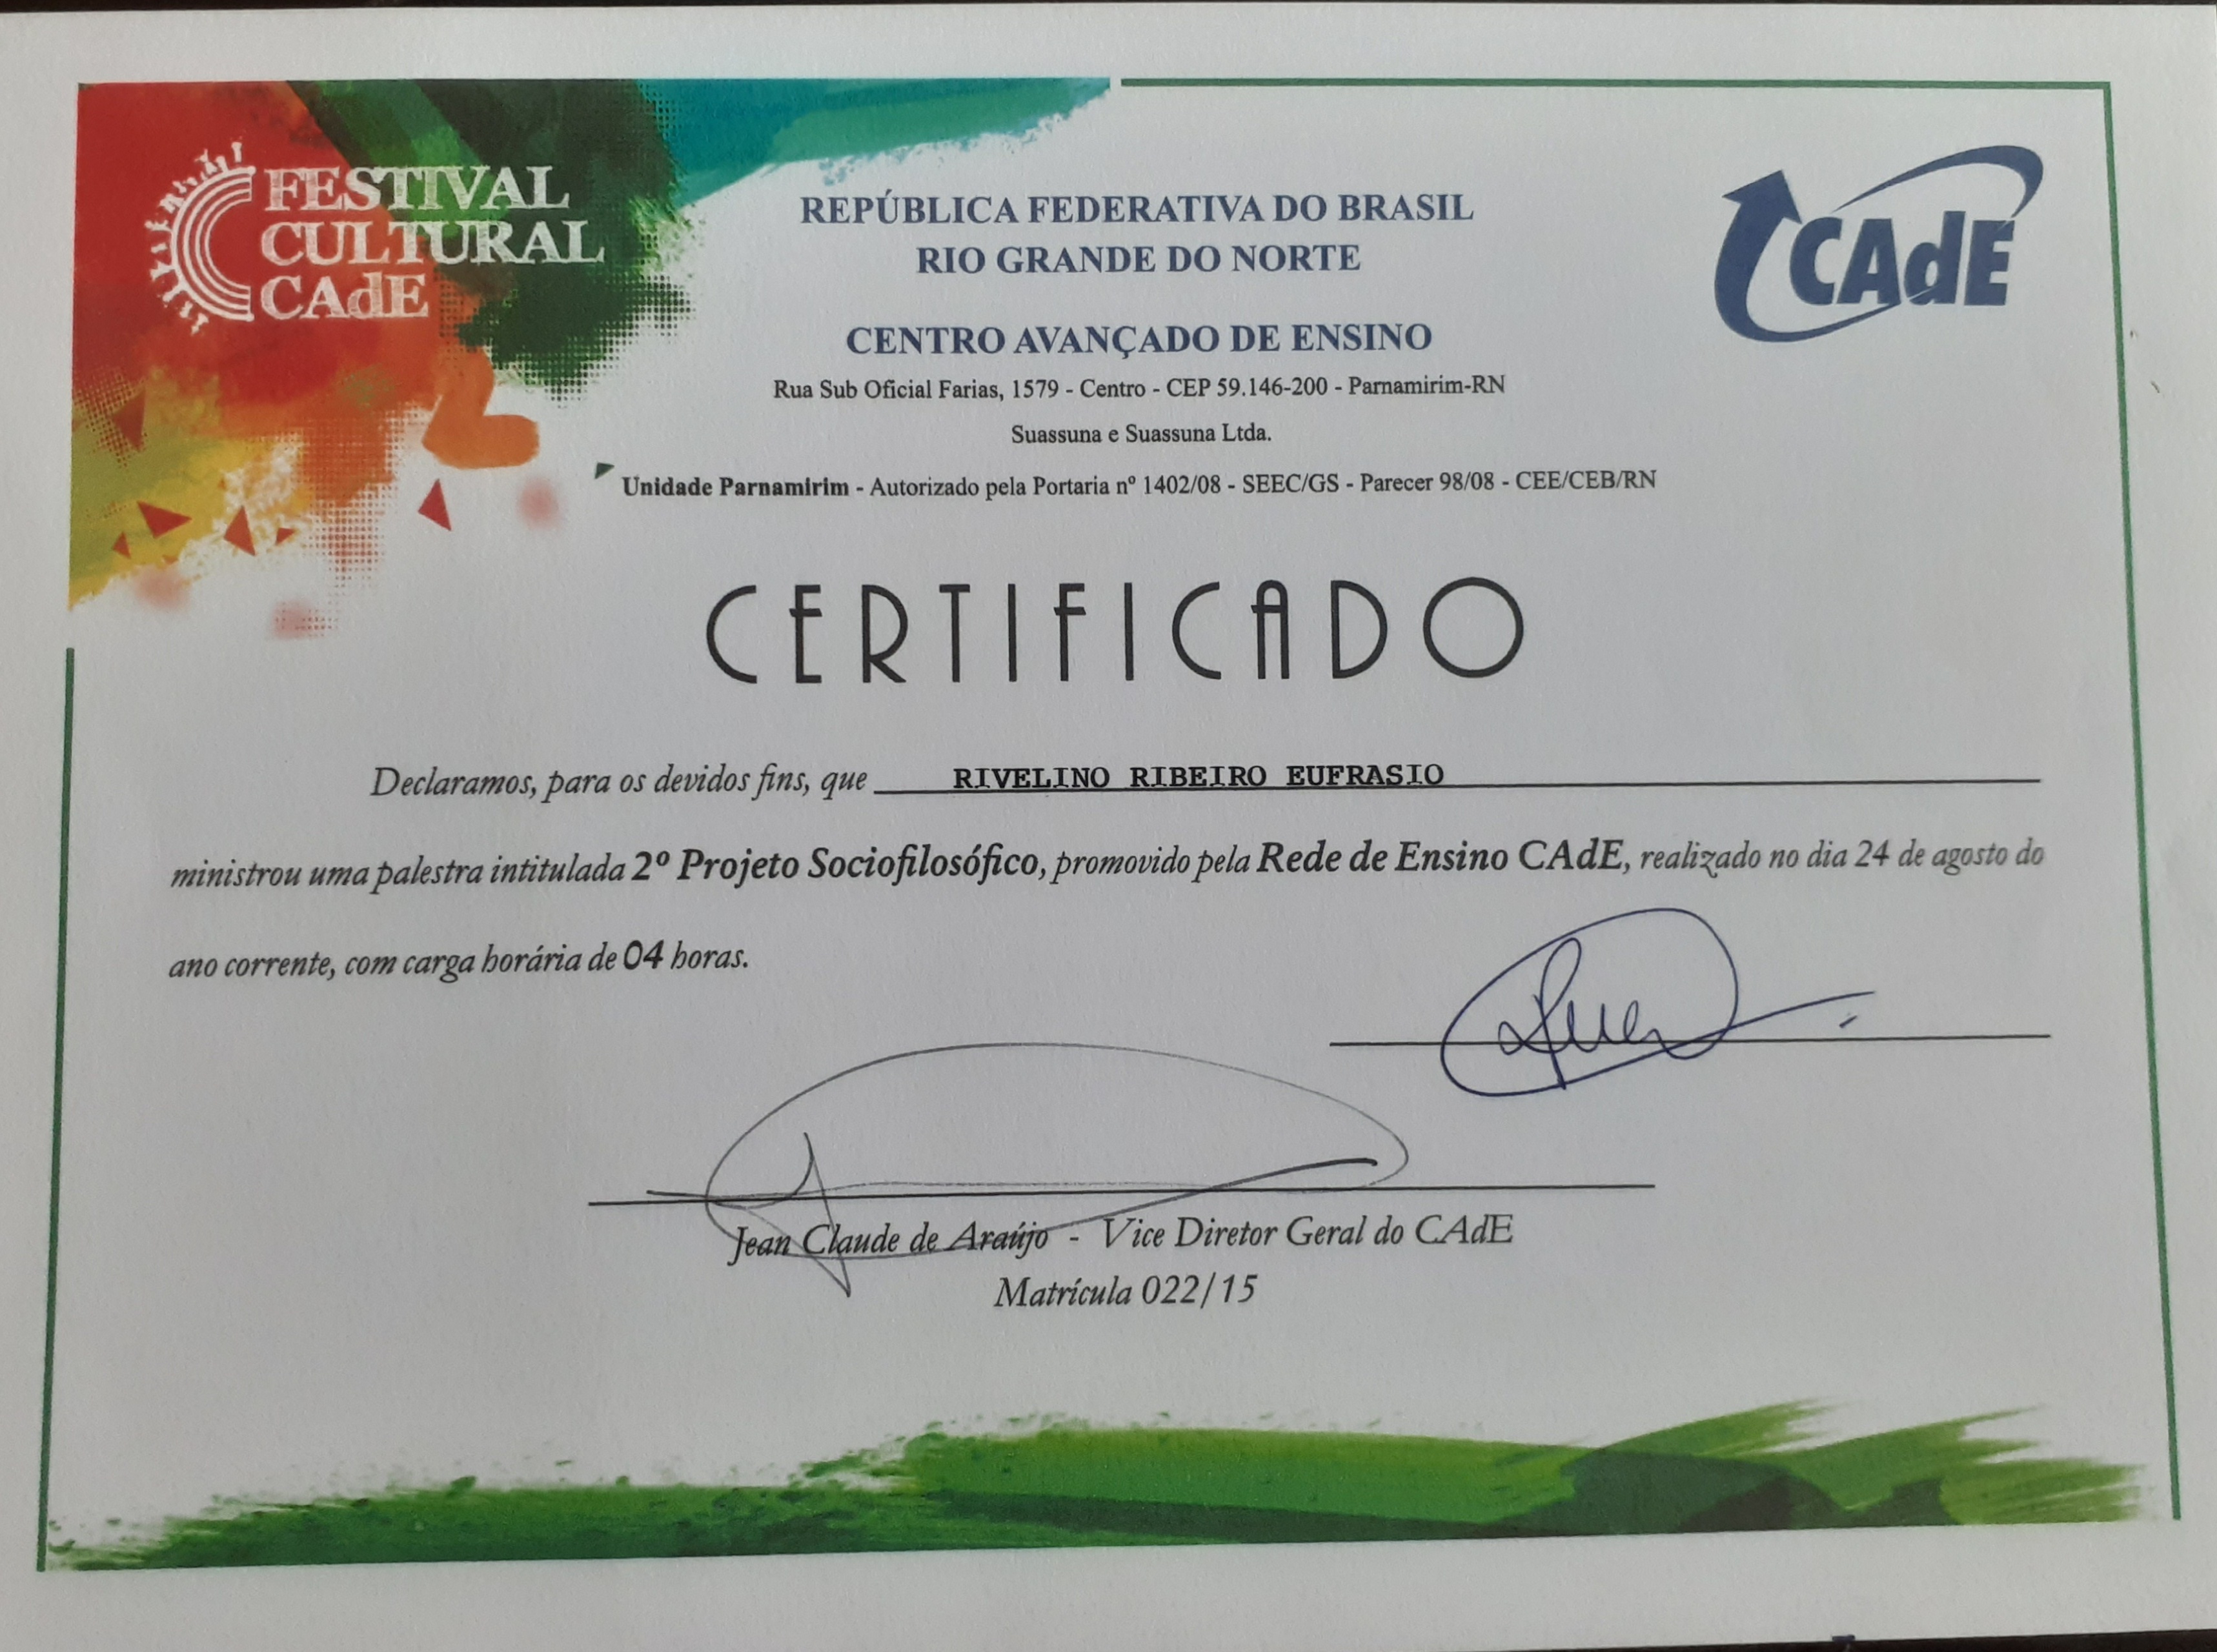 FESTIVAL
CULTURAL
CAdE
REPÚBLICA FEDERATIVA DO BRASIL
RIO GRANDE DO NORTE
CAdE
CENTRO AVANÇADO DE ENSINO
Rua Sub Oficial Farias, 1579 - Centro - CEP 59.146-200 - Parnamirim-RN
Suassuna e Suassuna Ltda.
Unidade Parnamirim - Autorizado pela Portaria nº 1402/08 - SEEC/GS - Parecer 98/08 - CEE/CEB/RN
CERTIFICADO
Declaramos, para os devidos fins, que RIVELINO RIBEIRO EUFRASIO
ministrou uma palestra intitulada 2º Projeto Sociofilosófico, promovido pela Rede de Ensino CAdE, realizado no dia 24 de agosto do
ano corrente, com carga horária de 04 horas.
Jean Claude de Araújo - Vice Diretor Geral do CAdE
Matrícula 022/15